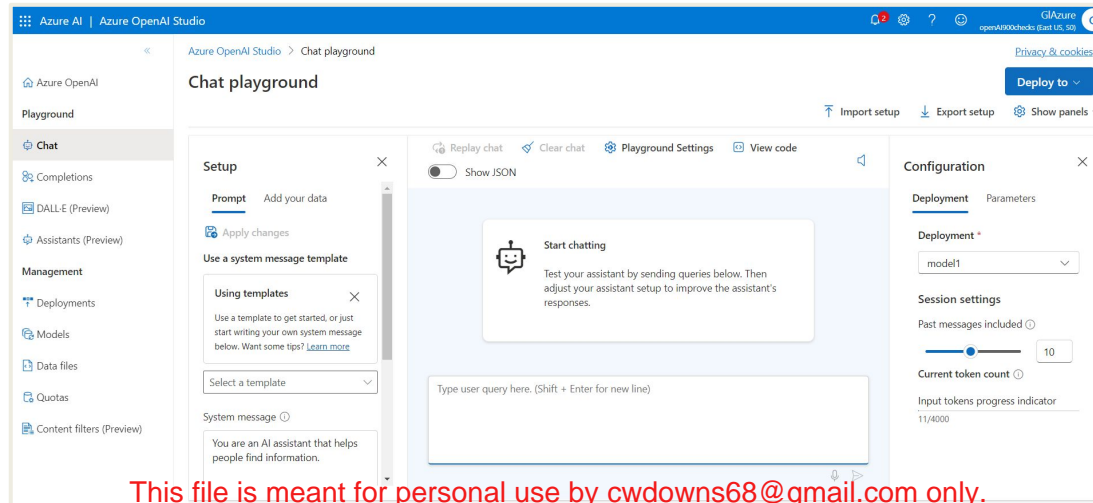 Azure AI | Azure OpenAI Studio
2
?
GIAzure
openAI900checks (East US, S0)
«
Azure OpenAI Studio > Chat playground
Privacy & cookies
Azure OpenAI
Chat playground
Deploy to
Playground
Import setup
Export setup
Show panels
Chat
Completions
DALL·E (Preview)
Assistants (Preview)
Management
Deployments
Models
Data files
Quotas
Content filters (Preview)
Setup
Prompt
Add your data
Apply changes
Use a system message template
Using templates
Use a template to get started, or just
start writing your own system message
below. Want some tips? Learn more
Select a template
System message
You are an AI assistant that helps
people find information.
Replay chat
Clear chat
Playground Settings
View code
Show JSON
Start chatting
Test your assistant by sending queries below. Then
adjust your assistant setup to improve the assistant's
responses.
Type user query here. (Shift + Enter for new line)
Configuration
Deployment
Parameters
Deployment *
model1
Session settings
Past messages included
10
Current token count
Input tokens progress indicator
11/4000
This file is meant for personal use by cwdowns68@gmail.com only.